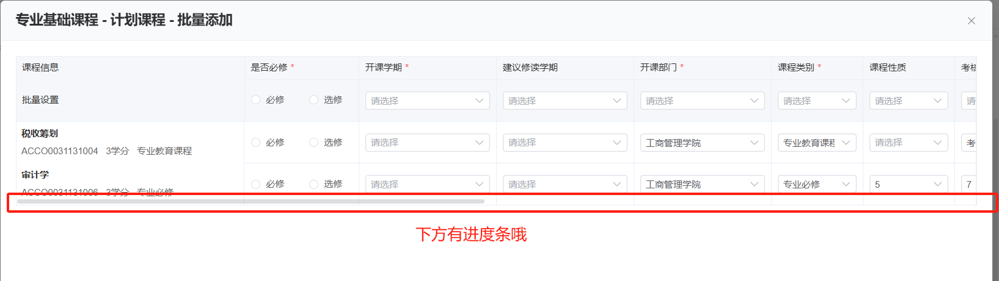 专业基础课程 - 计划课程 - 批量添加
课程信息 是否必修 * 开课学期 * 建议修读学期 开课部门 * 课程类别 * 课程性质 考核
批量设置 必修 选修 请选择 请选择 请选择 请选择 请选择 请
税收筹划
ACCO0031131004 3学分 专业教育课程 必修 选修 请选择 请选择 工商管理学院 专业教育课程 请选择 考
审计学
ACCO0031131006 3学分 专业必修 必修 选修 请选择 请选择 工商管理学院 专业必修 5 7
下方有进度条哦